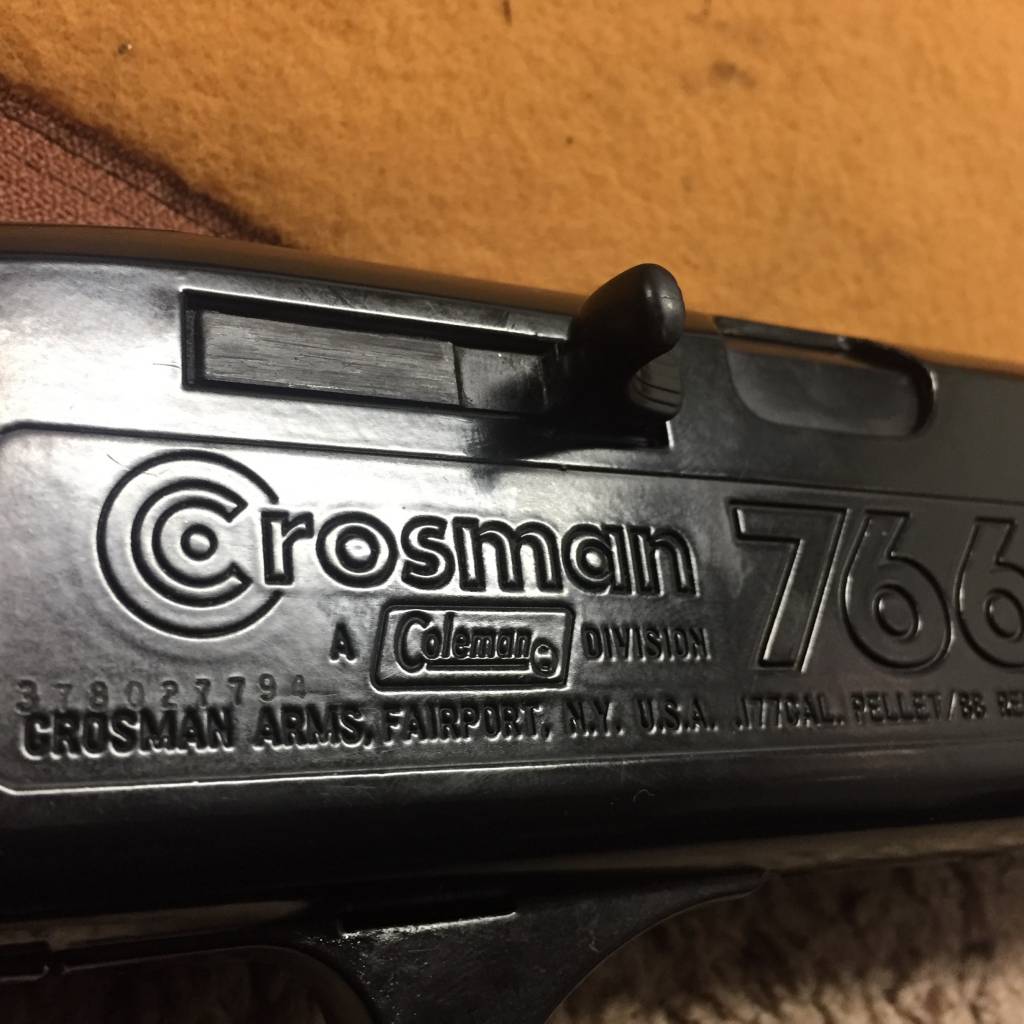 Crosman 766
A Coleman DIVISION
378027794
CROSMAN ARMS, FAIRPORT, N.Y. U.S.A. .177CAL. PELLET/BB